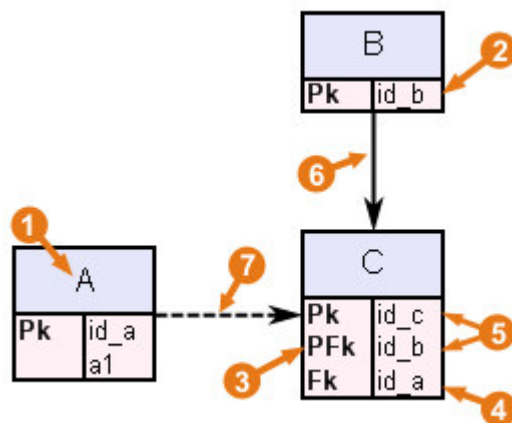 B
2
Pk id_b
6
1
A
7
C
Pk id_a
a1
Pk id_c
PFk id_b
Fk id_a
5
3
4